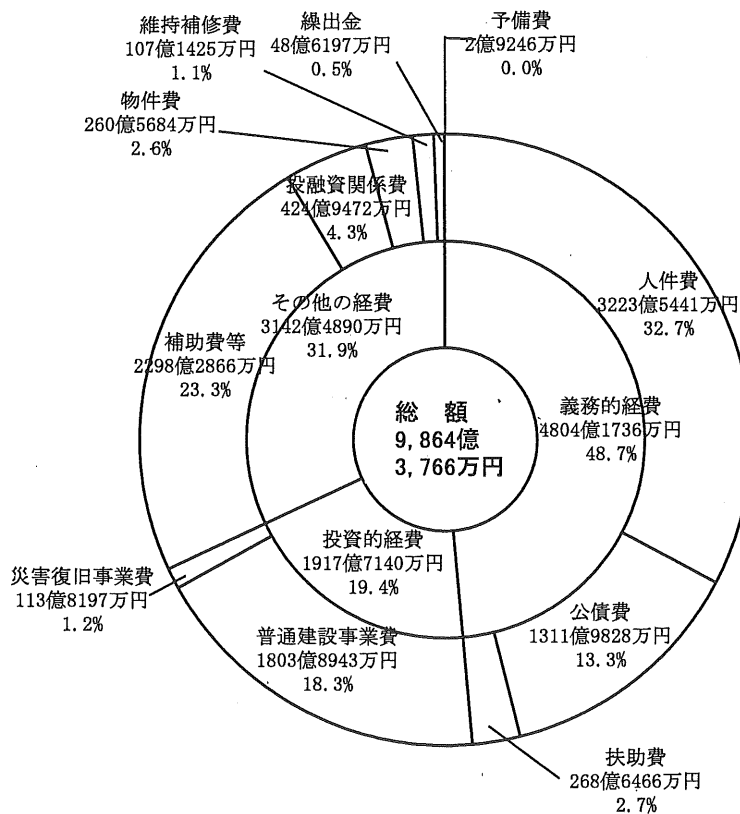 維持補修費
107億1425万円
1.1%
繰出金
48億6197万円
0.5%
予備費
2億9246万円
0.0%
物件費
260億5684万円
2.6%
投融資関係費
424億9472万円
4.3%
人件費
3223億5441万円
32.7%
その他の経費
3142億4890万円
31.9%
補助費等
2298億2866万円
23.3%
総　額
9,864億
3,766万円
義務的経費
4804億1736万円
48.7%
投資的経費
1917億7140万円
19.4%
災害復旧事業費
113億8197万円
1.2%
普通建設事業費
1803億8943万円
18.3%
公債費
1311億9828万円
13.3%
扶助費
268億6466万円
2.7%